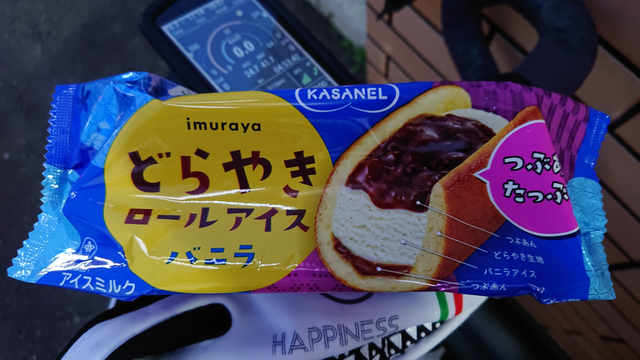 0.0
KASANEL
imuraya
どらやき
ロールアイス
バニラ
つぶあ
たっぷ
つぶあん
どらやき生地
バニラアイス
つぶあん
アイスミルク
HAPPINESS